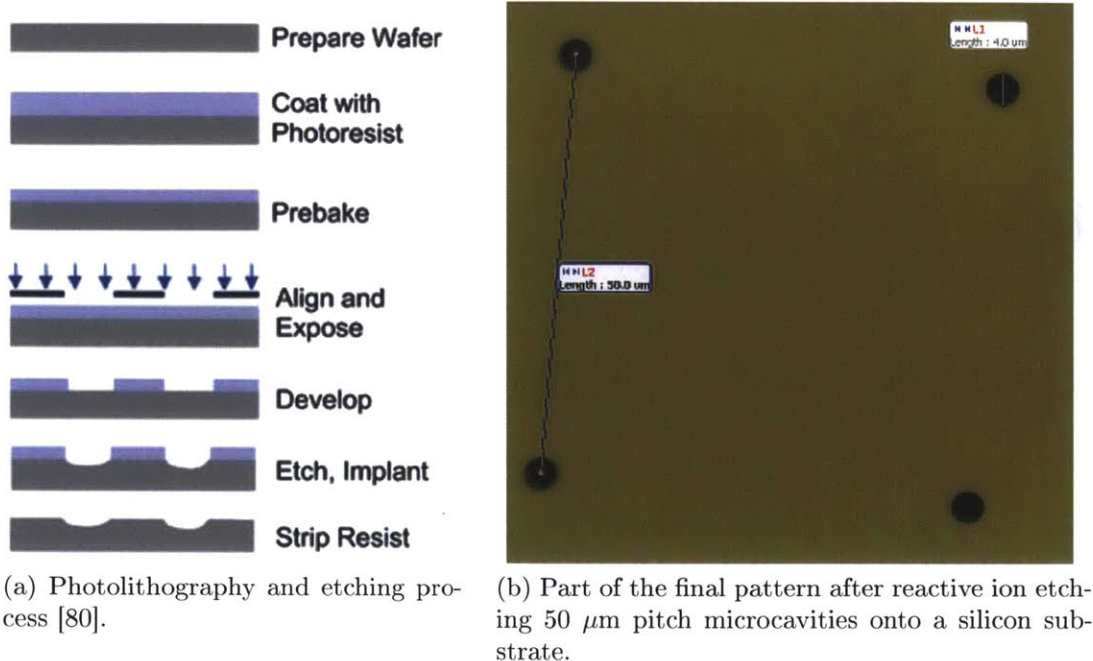 Prepare Wafer
Coat with
Photoresist
Prebake
Align and
Expose
Develop
Etch, Implant
Strip Resist
L1
Length : 4.0 um
L2
Length : 50.0 um
(a) Photolithography and etching pro-
cess [80].
(b) Part of the final pattern after reactive ion etch-
ing 50 μm pitch microcavities onto a silicon sub-
strate.